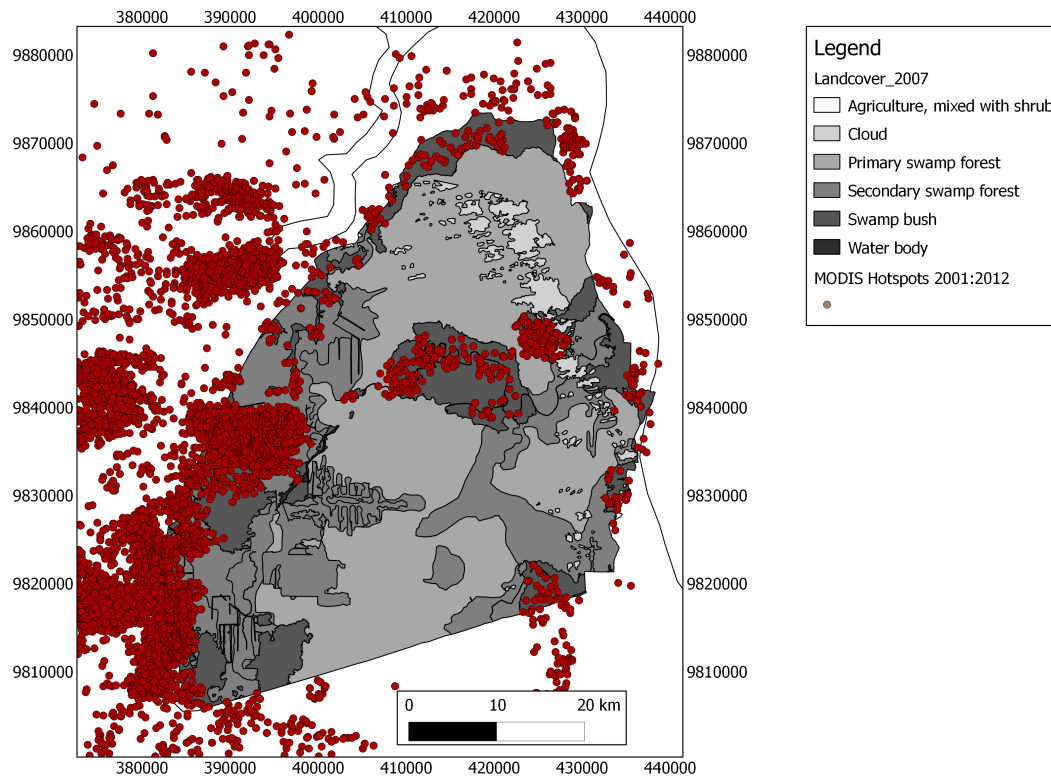 380000 390000 400000 410000 420000 430000 440000
9880000 9880000
9870000 9870000
9860000 9860000
9850000 9850000
9840000 9840000
9830000 9830000
9820000 9820000
9810000 9810000
0 10 20 km
380000 390000 400000 410000 420000 430000 440000
Legend
Landcover_2007
Agriculture, mixed with shrub
Cloud
Primary swamp forest
Secondary swamp forest
Swamp bush
Water body
MODIS Hotspots 2001:2012